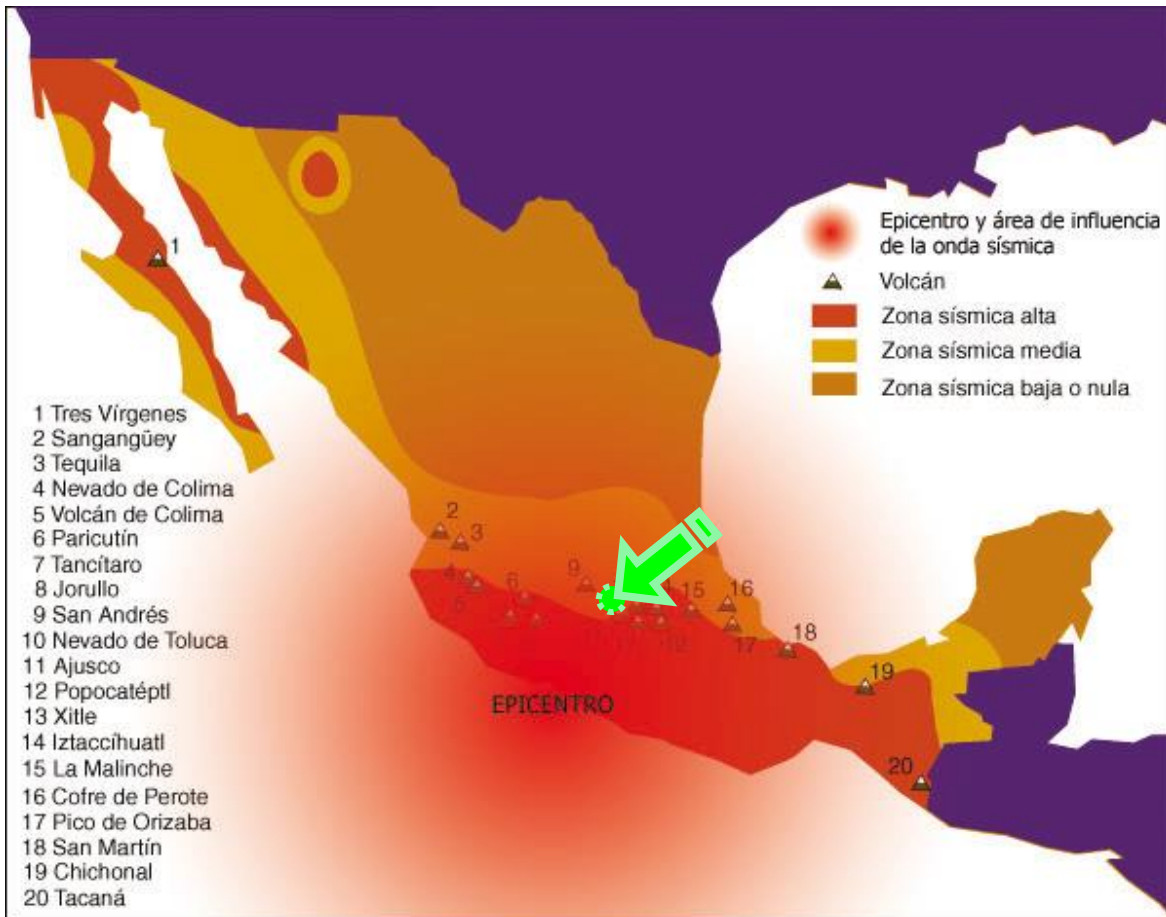 Epicentro y área de influencia
de la onda sísmica
Volcán
Zona sísmica alta
Zona sísmica media
Zona sísmica baja o nula
1
1 Tres Vírgenes
2 Sangangüey
3 Tequila
4 Nevado de Colima
5 Volcán de Colima
6 Paricutín
7 Tancítaro
8 Jorullo
9 San Andrés
10 Nevado de Toluca
11 Ajusco
12 Popocatéptl
13 Xitle
14 Iztaccíhuatl
15 La Malinche
16 Cofre de Perote
17 Pico de Orizaba
18 San Martín
19 Chichonal
20 Tacaná
2
3
4
5
6
9
12
15
16
17
18
19
20
EPICENTRO